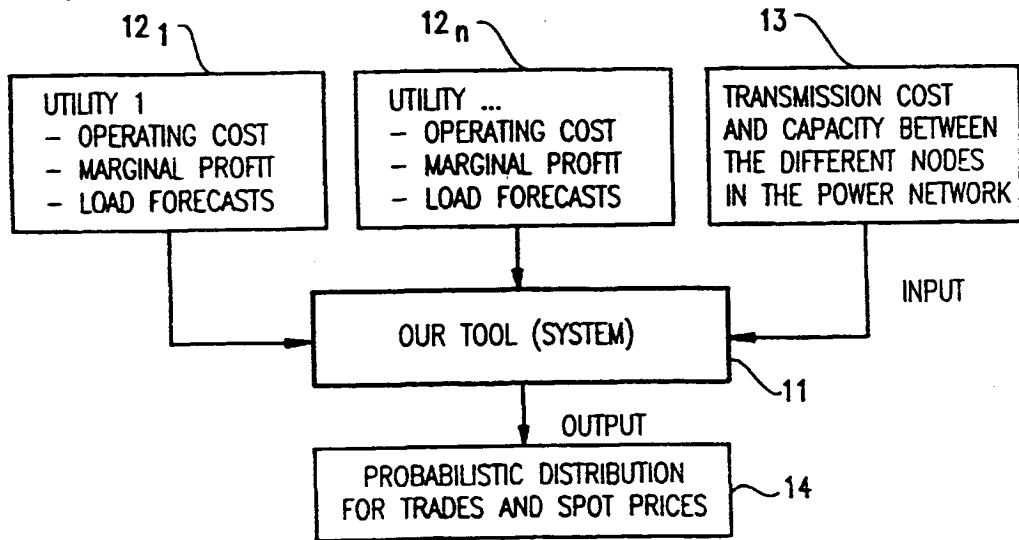 12 1
UTILITY 1
- OPERATING COST
- MARGINAL PROFIT
- LOAD FORECASTS
12 n
UTILITY ...
- OPERATING COST
- MARGINAL PROFIT
- LOAD FORECASTS
13
TRANSMISSION COST
AND CAPACITY BETWEEN
THE DIFFERENT NODES
IN THE POWER NETWORK
INPUT
OUR TOOL (SYSTEM)
11
OUTPUT
PROBABILISTIC DISTRIBUTION
FOR TRADES AND SPOT PRICES
14